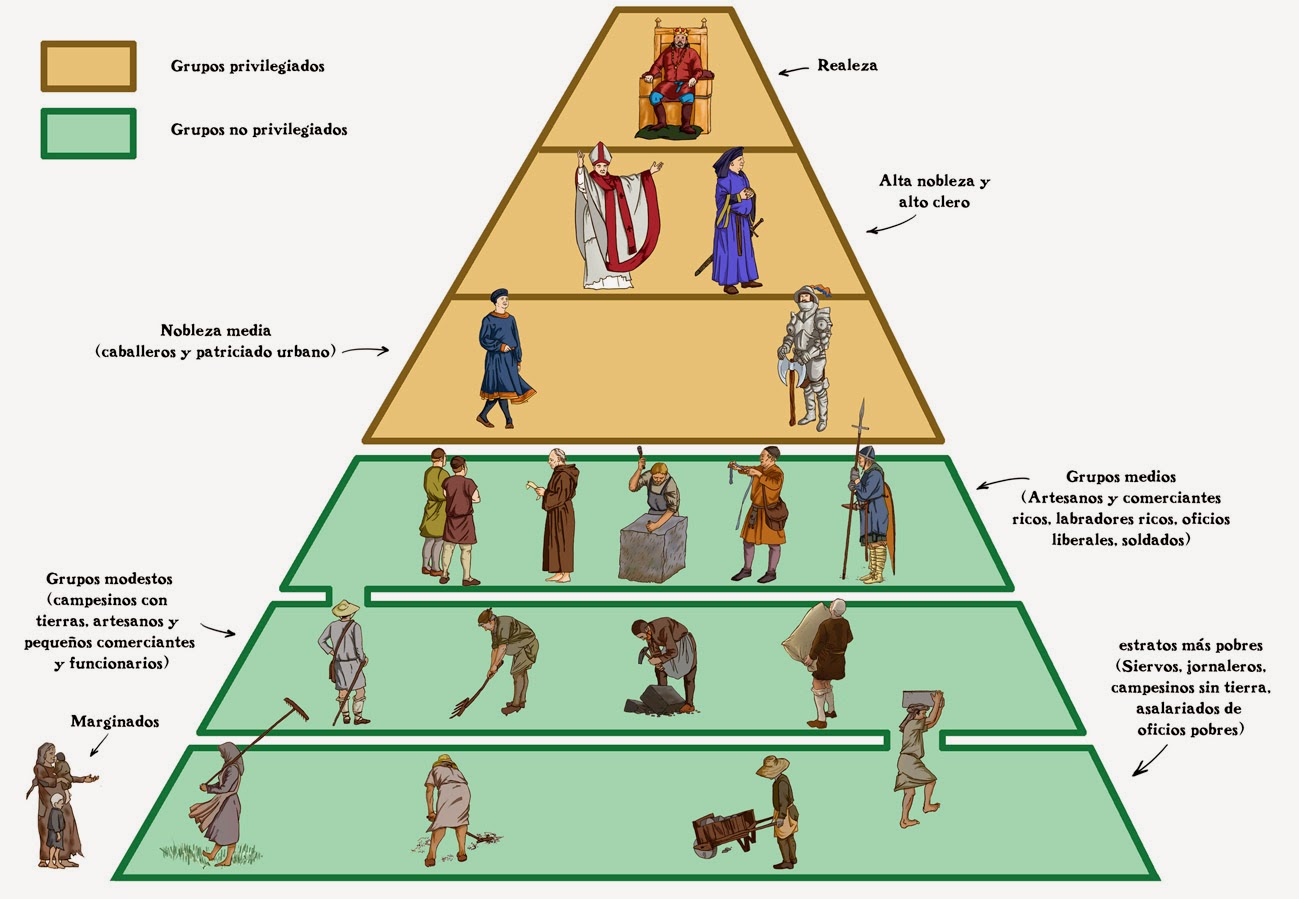 Grupos privilegiados
Grupos no privilegiados
Realeza
Alta nobleza y
alto clero
Nobleza media
(caballeros y patriciado urbano)
Grupos medios
(Artesanos y comerciantes
ricos, labradores ricos, oficios
liberales, soldados)
Grupos modestos
(campesinos con
tierras, artesanos y
pequeños comerciantes
y funcionarios)
estratos más pobres
(Siervos, jornaleros,
campesinos sin tierra,
asalariados de
oficios pobres)
Marginados